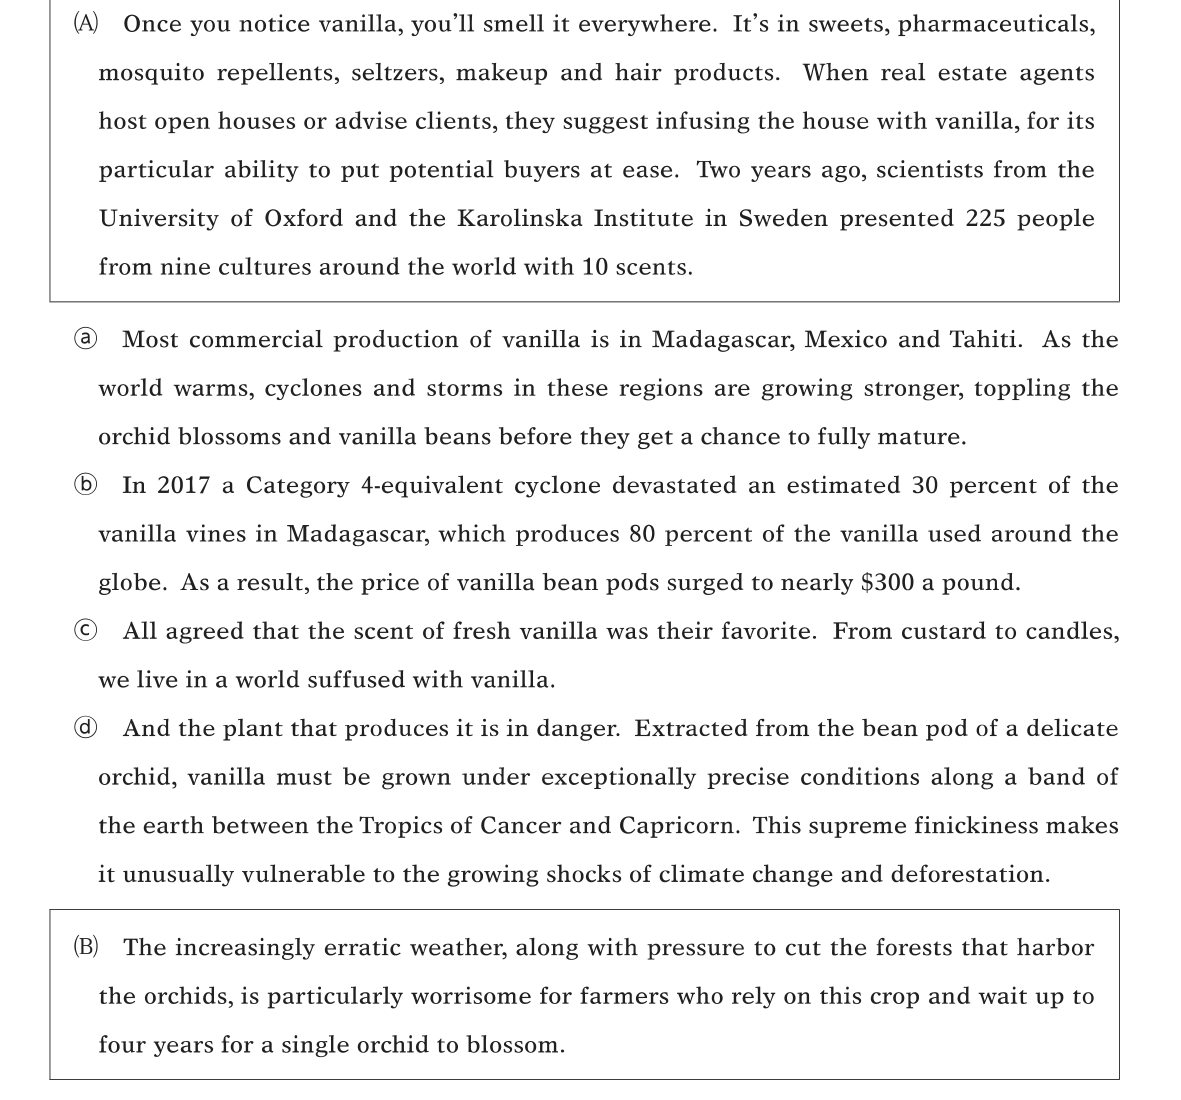 (A) Once you notice vanilla, you’ll smell it everywhere. It’s in sweets, pharmaceuticals,
mosquito repellents, seltzers, makeup and hair products. When real estate agents
host open houses or advise clients, they suggest infusing the house with vanilla, for its
particular ability to put potential buyers at ease. Two years ago, scientists from the
University of Oxford and the Karolinska Institute in Sweden presented 225 people
from nine cultures around the world with 10 scents.
ⓐ Most commercial production of vanilla is in Madagascar, Mexico and Tahiti. As the
world warms, cyclones and storms in these regions are growing stronger, toppling the
orchid blossoms and vanilla beans before they get a chance to fully mature.
ⓑ In 2017 a Category 4-equivalent cyclone devastated an estimated 30 percent of the
vanilla vines in Madagascar, which produces 80 percent of the vanilla used around the
globe. As a result, the price of vanilla bean pods surged to nearly $300 a pound.
ⓒ All agreed that the scent of fresh vanilla was their favorite. From custard to candles,
we live in a world suffused with vanilla.
ⓓ And the plant that produces it is in danger. Extracted from the bean pod of a delicate
orchid, vanilla must be grown under exceptionally precise conditions along a band of
the earth between the Tropics of Cancer and Capricorn. This supreme finickiness makes
it unusually vulnerable to the growing shocks of climate change and deforestation.
(B) The increasingly erratic weather, along with pressure to cut the forests that harbor
the orchids, is particularly worrisome for farmers who rely on this crop and wait up to
four years for a single orchid to blossom.